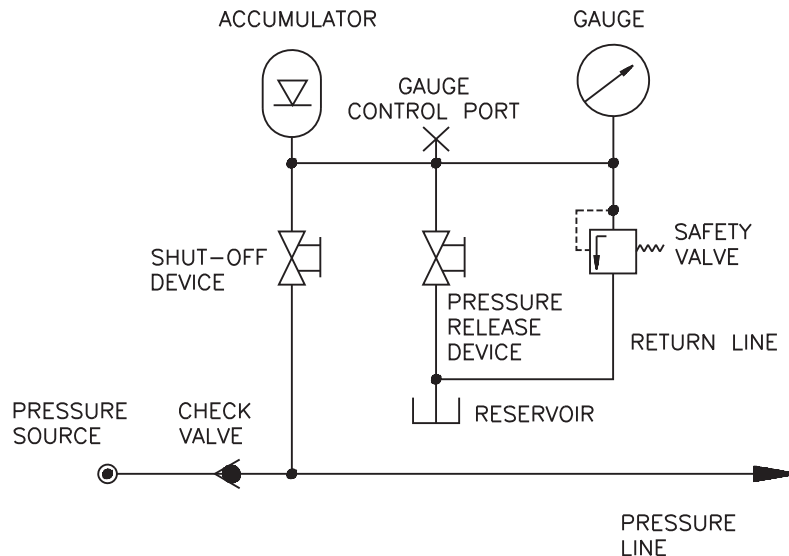 ACCUMULATOR
GAUGE
GAUGE
CONTROL PORT
SHUT-OFF
DEVICE
SAFETY
VALVE
PRESSURE
RELEASE
DEVICE
RETURN LINE
RESERVOIR
PRESSURE
SOURCE
CHECK
VALVE
PRESSURE
LINE